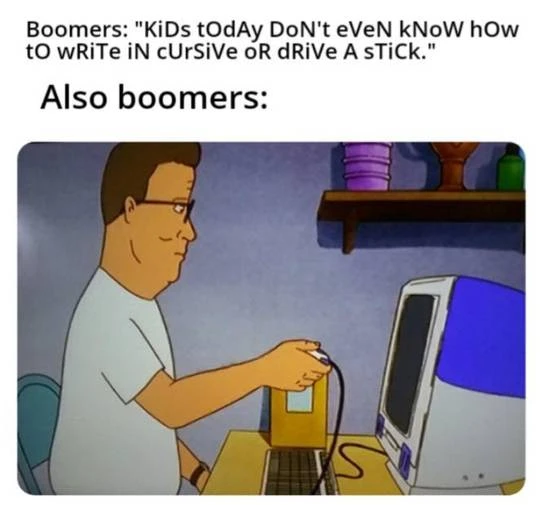 Boomers: "KiDs tOdAy DoN't eVeN kNoW hOw
tO wRiTe iN cUrSiVe oR dRiVe A sTiCk."
Also boomers: